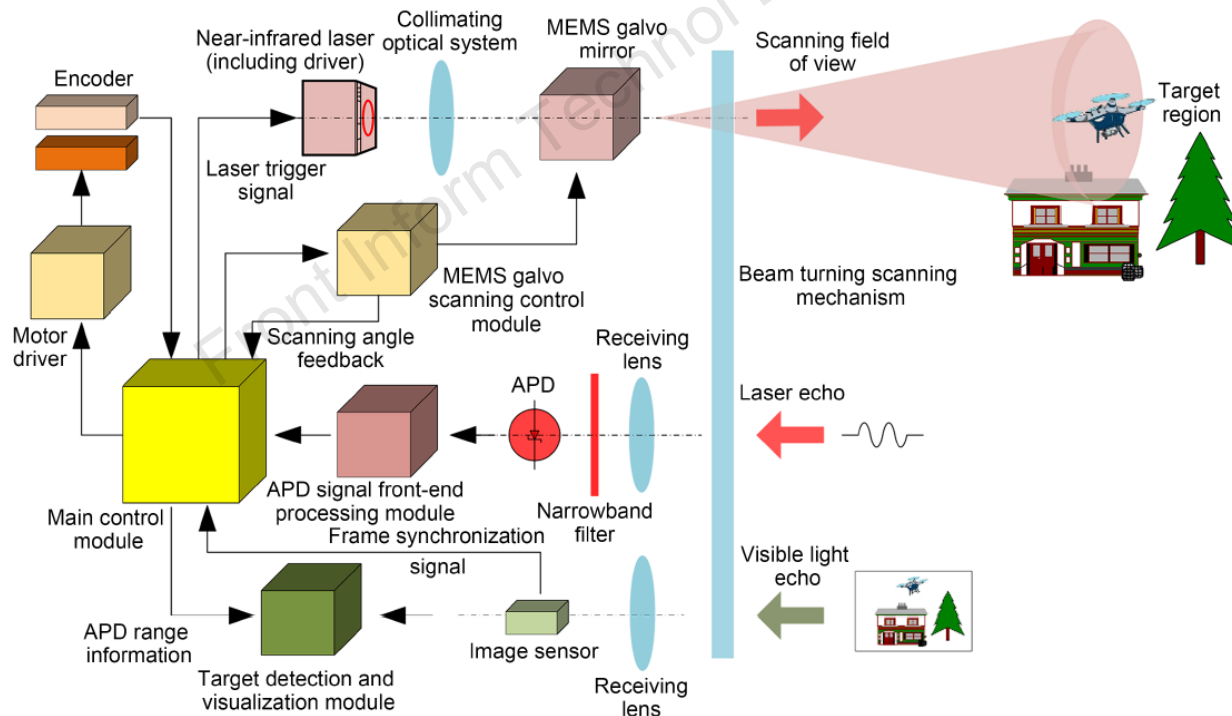 Collimating
optical system
MEMS galvo
mirror
Near-infrared laser
(including driver)
Scanning field
of view
Encoder
Target
region
Laser trigger
signal
MEMS galvo
scanning control
module
Beam turning scanning
mechanism
Motor
driver
Scanning angle
feedback
Receiving
lens
APD
Laser echo
APD signal front-end
processing module
Narrowband
filter
Main control
module
Frame synchronization
signal
Visible light
echo
APD range
information
Image sensor
Target detection and
visualization module
Receiving
lens
Front Inform Technol